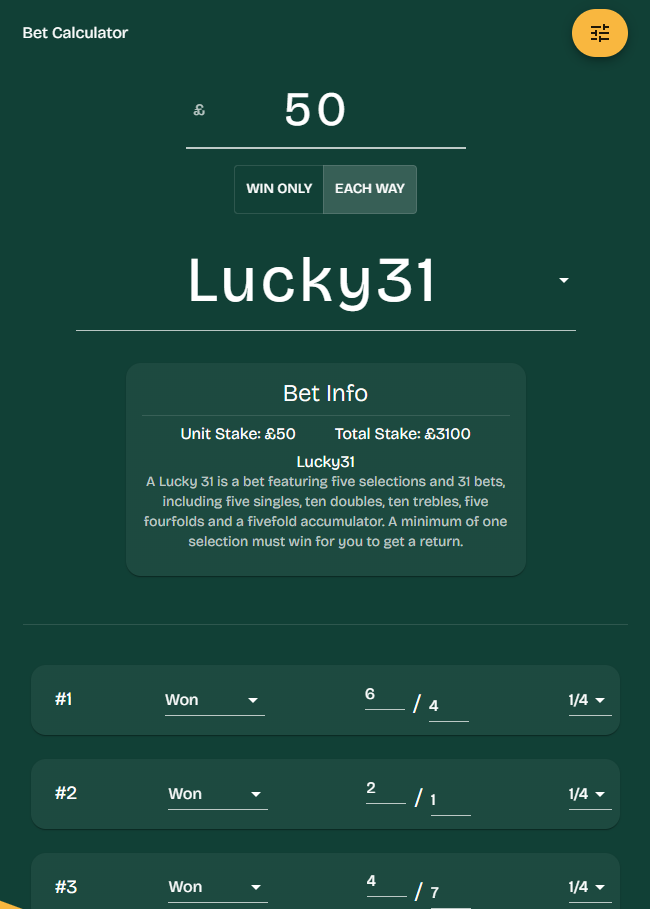 Bet Calculator
£ 50
WIN ONLY EACH WAY
Lucky31
Bet Info
Unit Stake: £50 Total Stake: £3100
Lucky31
A Lucky 31 is a bet featuring five selections and 31 bets,
including five singles, ten doubles, ten trebles, five
fourfolds and a fivefold accumulator. A minimum of one
selection must win for you to get a return.
#1 Won 6 / 4 1/4
#2 Won 2 / 1 1/4
#3 Won 4 / 7 1/4